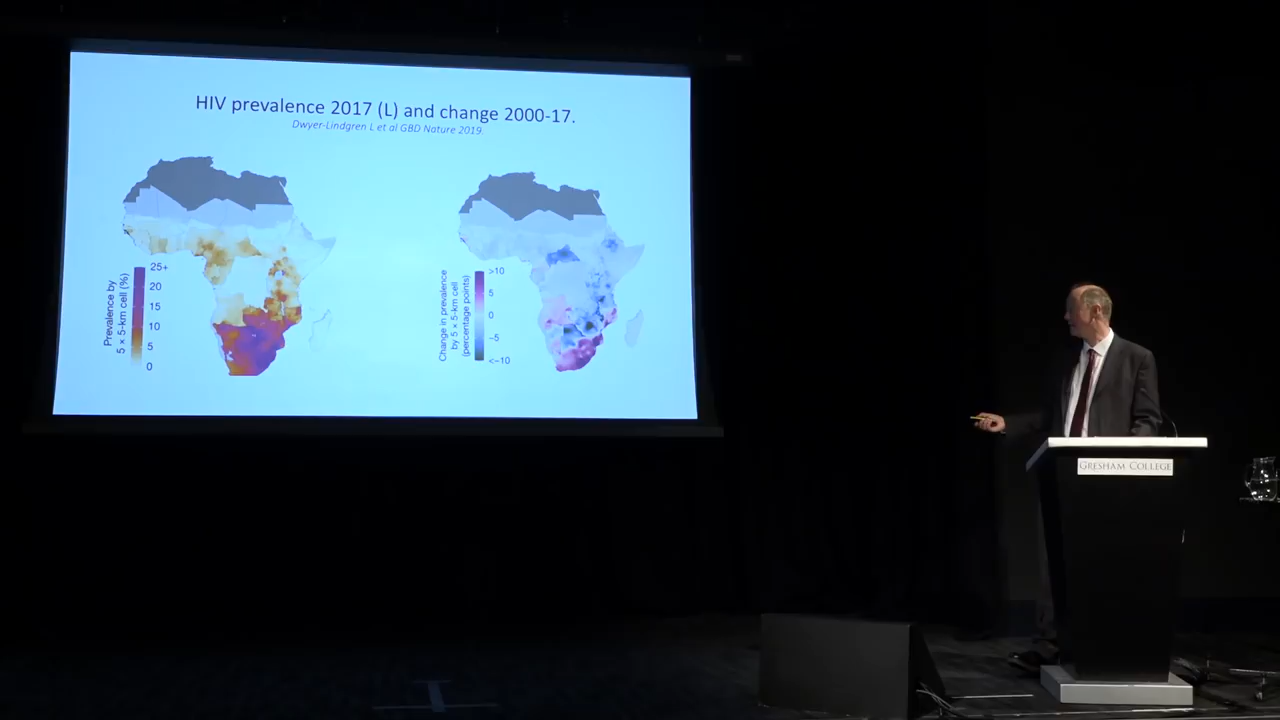 HIV prevalence 2017 (L) and change 2000-17.
Dwyer-Lindgren L et al GBD Nature 2019.
Prevalence by
5 × 5-km cell (%)
25+
20
15
10
5
0
Change in prevalence
by 5 × 5-km cell
(percentage points)
>10
5
0
−5
<−10
GRESHAM COLLEGE